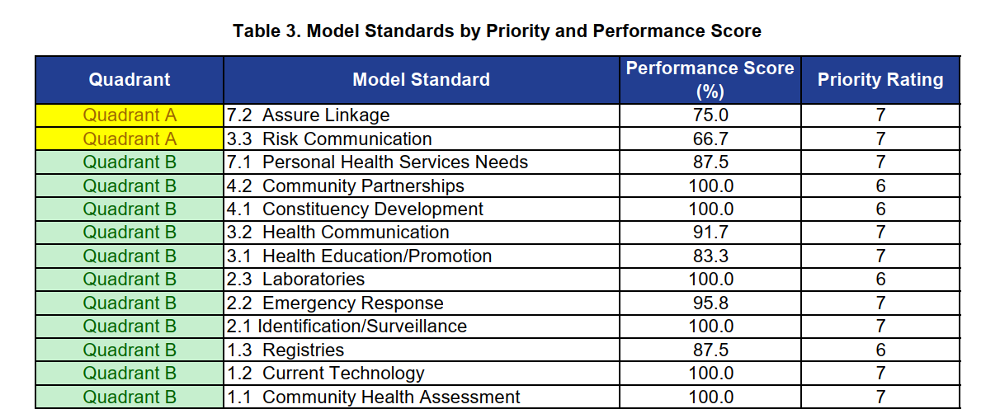 Table 3. Model Standards by Priority and Performance Score
Quadrant Model Standard Performance Score (%) Priority Rating
Quadrant A 7.2 Assure Linkage 75.0 7
Quadrant A 3.3 Risk Communication 66.7 7
Quadrant B 7.1 Personal Health Services Needs 87.5 7
Quadrant B 4.2 Community Partnerships 100.0 6
Quadrant B 4.1 Constituency Development 100.0 6
Quadrant B 3.2 Health Communication 91.7 7
Quadrant B 3.1 Health Education/Promotion 83.3 7
Quadrant B 2.3 Laboratories 100.0 6
Quadrant B 2.2 Emergency Response 95.8 7
Quadrant B 2.1 Identification/Surveillance 100.0 7
Quadrant B 1.3 Registries 87.5 6
Quadrant B 1.2 Current Technology 100.0 7
Quadrant B 1.1 Community Health Assessment 100.0 7